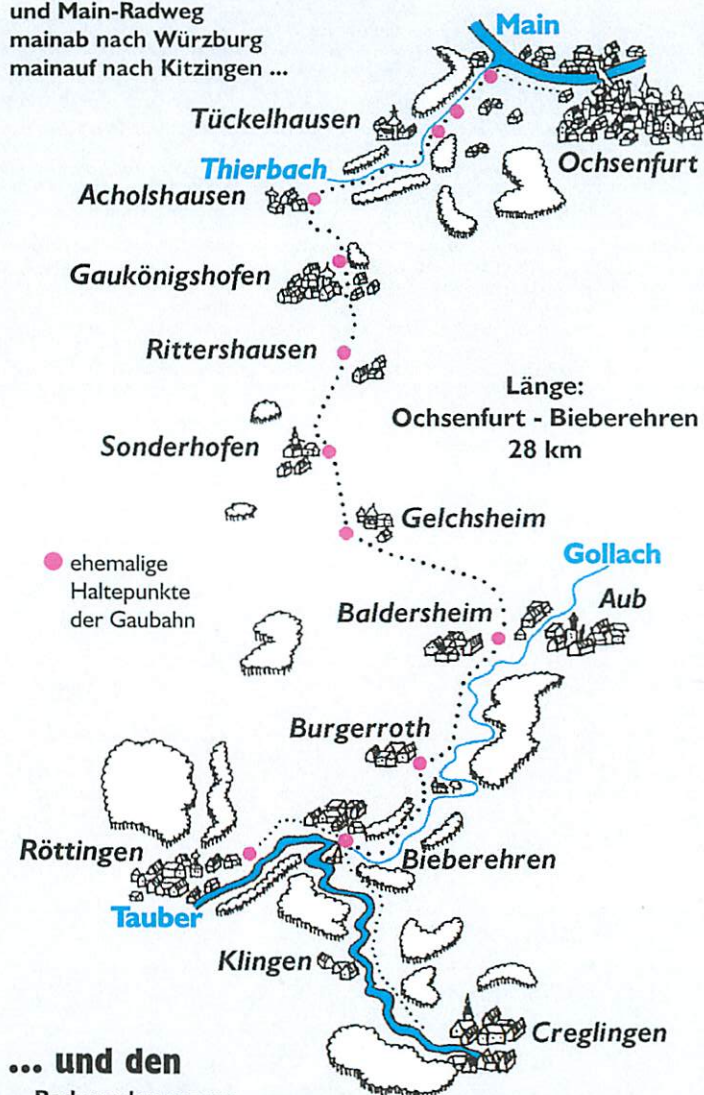 und Main-Radweg
mainab nach Würzburg
mainauf nach Kitzingen ...
Main
Tückelhausen
Thierbach
Ochsenfurt
Acholshausen
Gaukönigshofen
Rittershausen
Länge:
Ochsenfurt - Bieberehren
28 km
Sonderhofen
Gelchsheim
Gollach
ehemalige
Haltepunkte
der Gaubahn
Aub
Baldersheim
Burgerroth
Röttingen
Bieberehren
Tauber
Klingen
Creglingen
... und den